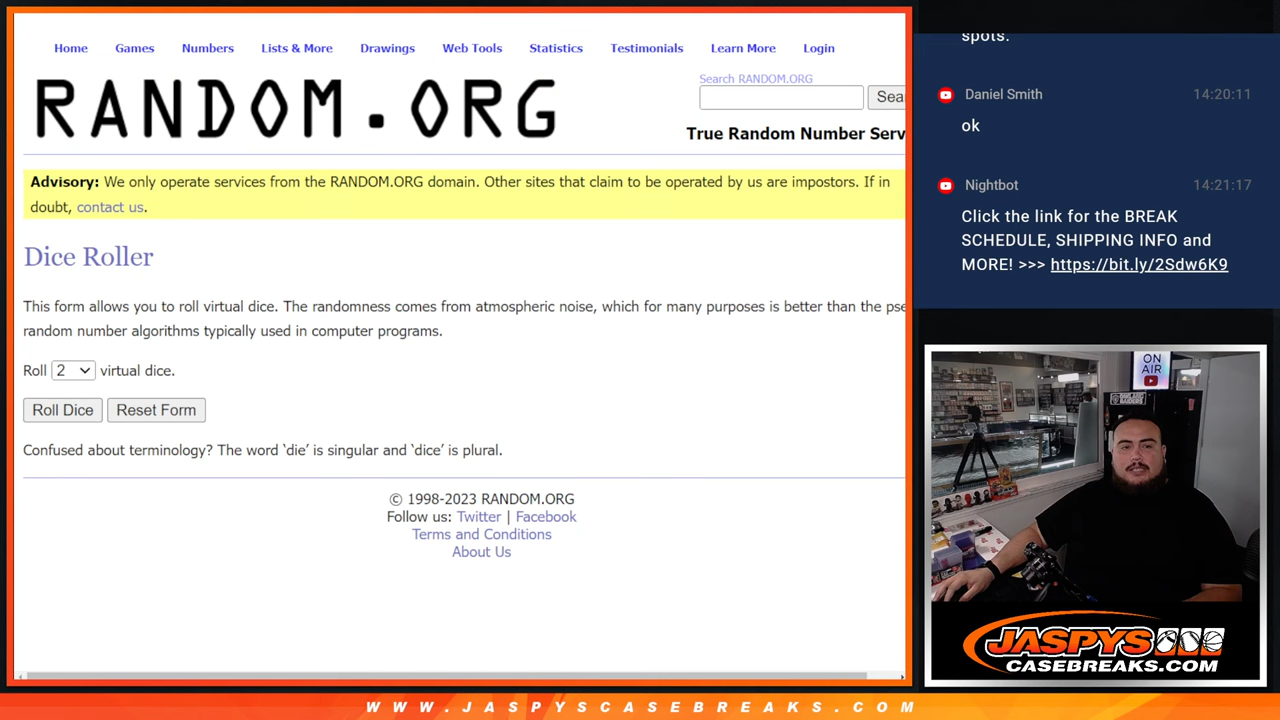 Home Games Numbers Lists & More Drawings Web Tools Statistics Testimonials Learn More Login
RANDOM.ORG
Search RANDOM.ORG
Sea
True Random Number Serv
Advisory: We only operate services from the RANDOM.ORG domain. Other sites that claim to be operated by us are impostors. If in
doubt, contact us.
Dice Roller
This form allows you to roll virtual dice. The randomness comes from atmospheric noise, which for many purposes is better than the pse
random number algorithms typically used in computer programs.
Roll 2 virtual dice.
Roll Dice Reset Form
Confused about terminology? The word ‘die’ is singular and ‘dice’ is plural.
© 1998-2023 RANDOM.ORG
Follow us: Twitter | Facebook
Terms and Conditions
About Us
spots.
Daniel Smith 14:20:11
ok
Nightbot 14:21:17
Click the link for the BREAK
SCHEDULE, SHIPPING INFO and
MORE! >>> https://bit.ly/2Sdw6K9
ON
AIR
JASPYS
CASEBREAKS.COM
WWW.JASPYSCASEBREAKS.COM